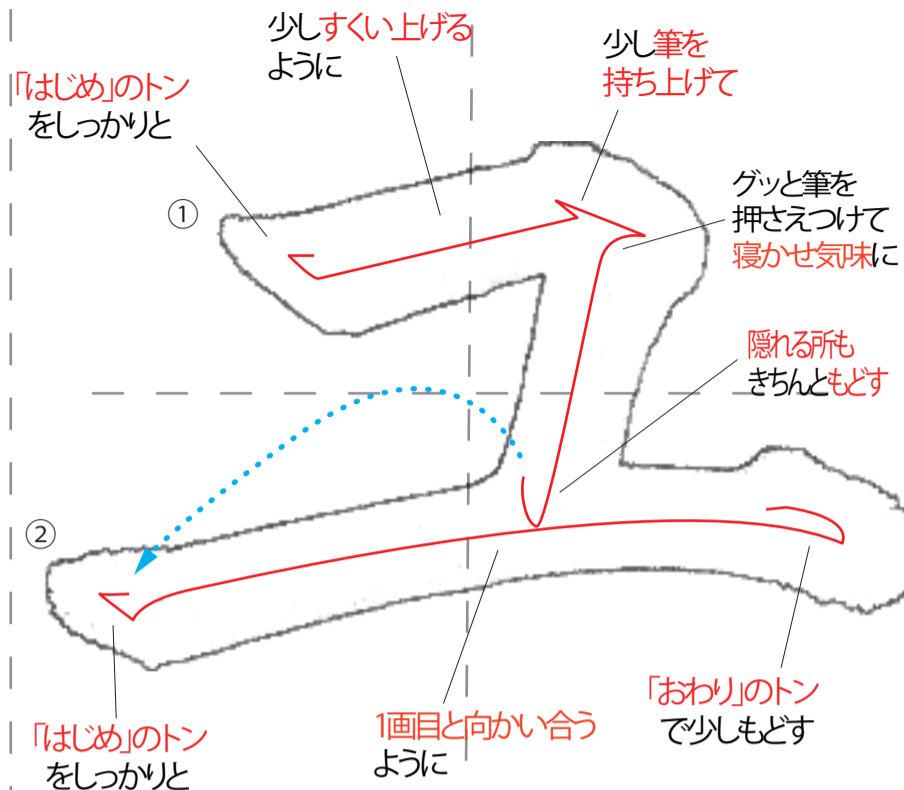 少しすくい上げる
ように
少し筆を
持ち上げて
「はじめ」のトン
をしっかりと
①
グッと筆を
押さえつけて
寝かせ気味に
隠れる所も
きちんともどす
②
「はじめ」のトン
をしっかりと
1画目と向かい合う
ように
「おわり」のトン
で少しもどす